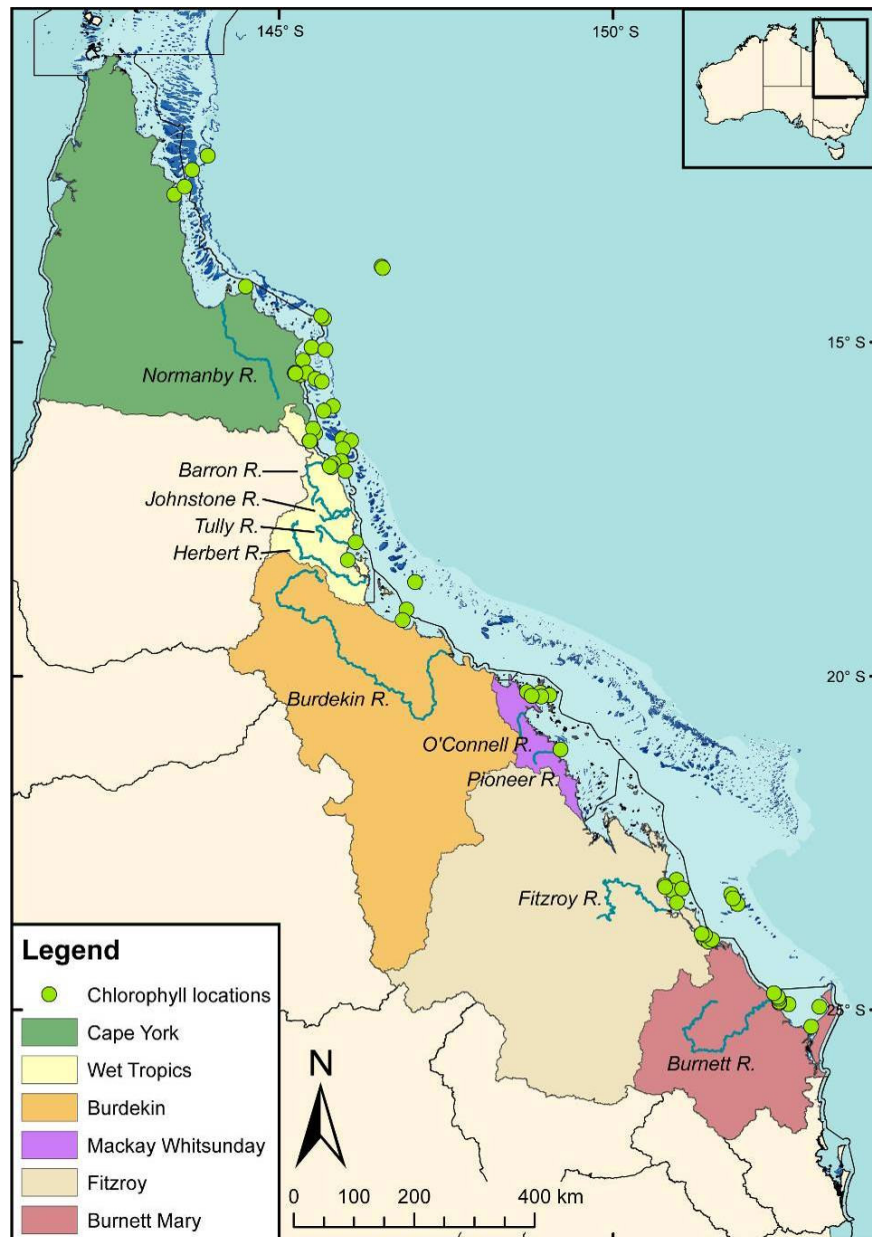 145° S
150° S
15° S
Normanby R.
Barron R.
Johnstone R.
Tully R.
Herbert R.
20° S
Burdekin R.
O'Connell R.
Pioneer R.
Fitzroy R.
25° S
Burnett R.
Legend
Chlorophyll locations
Cape York
Wet Tropics
Burdekin
Mackay Whitsunday
Fitzroy
Burnett Mary
N
0 100 200 400 km